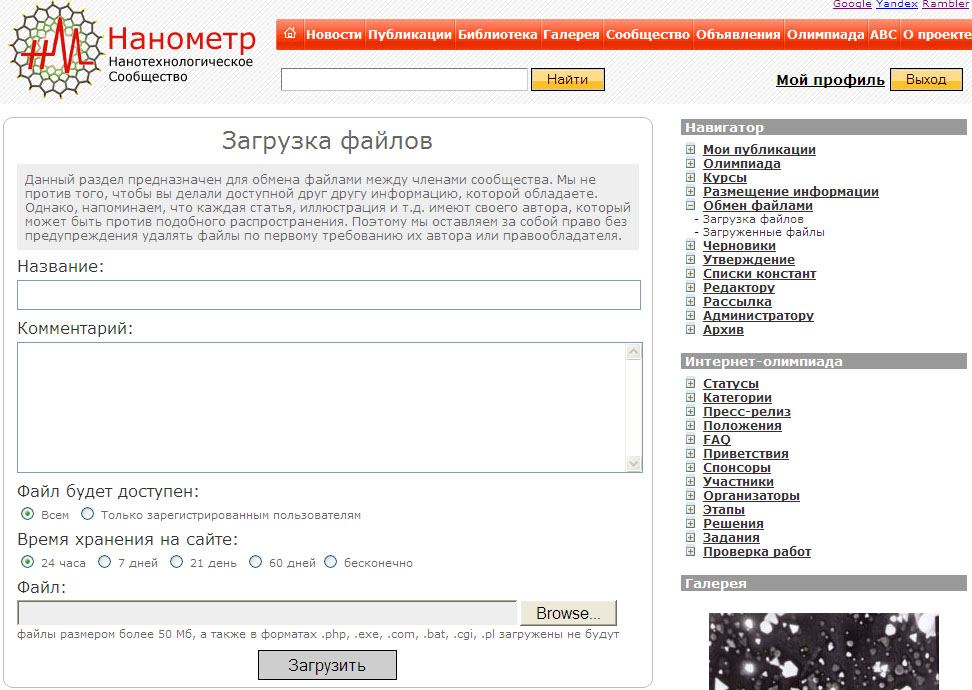 Google Yandex Rambler
Нанометр
Нанотехнологическое
Сообщество
Новости Публикации Библиотека Галерея Сообщество Объявления Олимпиада ABC О проекте
Найти
Мой профиль
Выход
Загрузка файлов
Данный раздел предназначен для обмена файлами между членами сообщества. Мы не
против того, чтобы вы делали доступной друг другу информацию, которой обладаете.
Однако, напоминаем, что каждая статья, иллюстрация и т.д. имеют своего автора, который
может быть против подобного распространения. Поэтому мы оставляем за собой право без
предупреждения удалять файлы по первому требованию их автора или правообладателя.
Название:
Комментарий:
Файл будет доступен:
Всем Только зарегистрированным пользователям
Время хранения на сайте:
24 часа 7 дней 21 день 60 дней бесконечно
Файл:
Browse...
файлы размером более 50 Мб, а также в форматах .php, .exe, .com, .bat, .cgi, .pl загружены не будут
Загрузить
Навигатор
Мои публикации
Олимпиада
Курсы
Размещение информации
Обмен файлами
- Загрузка файлов
- Загруженные файлы
Черновики
Утверждение
Списки констант
Редактору
Рассылка
Администратору
Архив
Интернет-олимпиада
Статусы
Категории
Пресс-релиз
Положения
FAQ
Приветствия
Спонсоры
Участники
Организаторы
Этапы
Решения
Задания
Проверка работ
Галерея